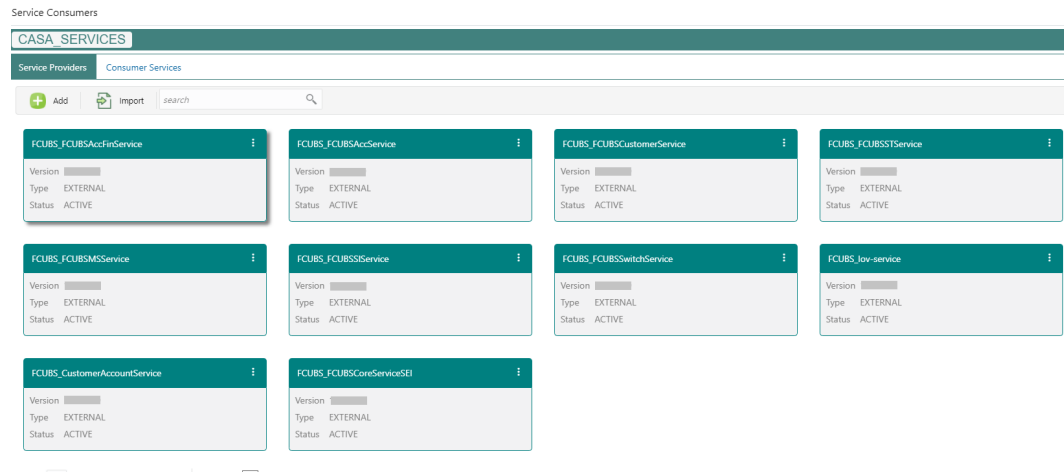 Service Consumers
CASA_SERVICES
Service Providers Consumer Services
Add Import search
FCUBS_FCUBSAccFinService FCUBS_FCUBSAccService FCUBS_FCUBSCustomerService FCUBS_FCUBSSTService
Version Version Version Version
Type EXTERNAL Type EXTERNAL Type EXTERNAL Type EXTERNAL
Status ACTIVE Status ACTIVE Status ACTIVE Status ACTIVE
FCUBS_FCUBSMSService FCUBS_FCUBSSIService FCUBS_FCUBSSwitchService FCUBS_lov-service
Version Version Version Version
Type EXTERNAL Type EXTERNAL Type EXTERNAL Type EXTERNAL
Status ACTIVE Status ACTIVE Status ACTIVE Status ACTIVE
FCUBS_CustomerAccountService FCUBS_FCUBSCoreServiceSEI
Version Version
Type EXTERNAL Type EXTERNAL
Status ACTIVE Status ACTIVE